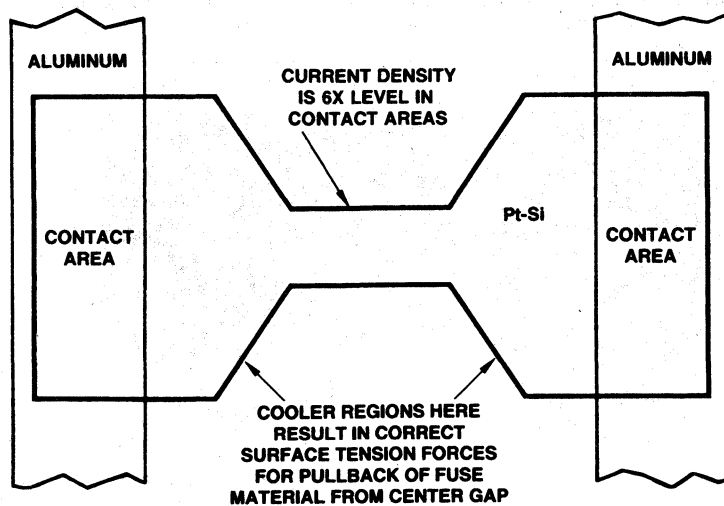 ALUMINUM
CURRENT DENSITY
IS 6X LEVEL IN
CONTACT AREAS
ALUMINUM
CONTACT
AREA
Pt-Si
CONTACT
AREA
COOLER REGIONS HERE
RESULT IN CORRECT
SURFACE TENSION FORCES
FOR PULLBACK OF FUSE
MATERIAL FROM CENTER GAP